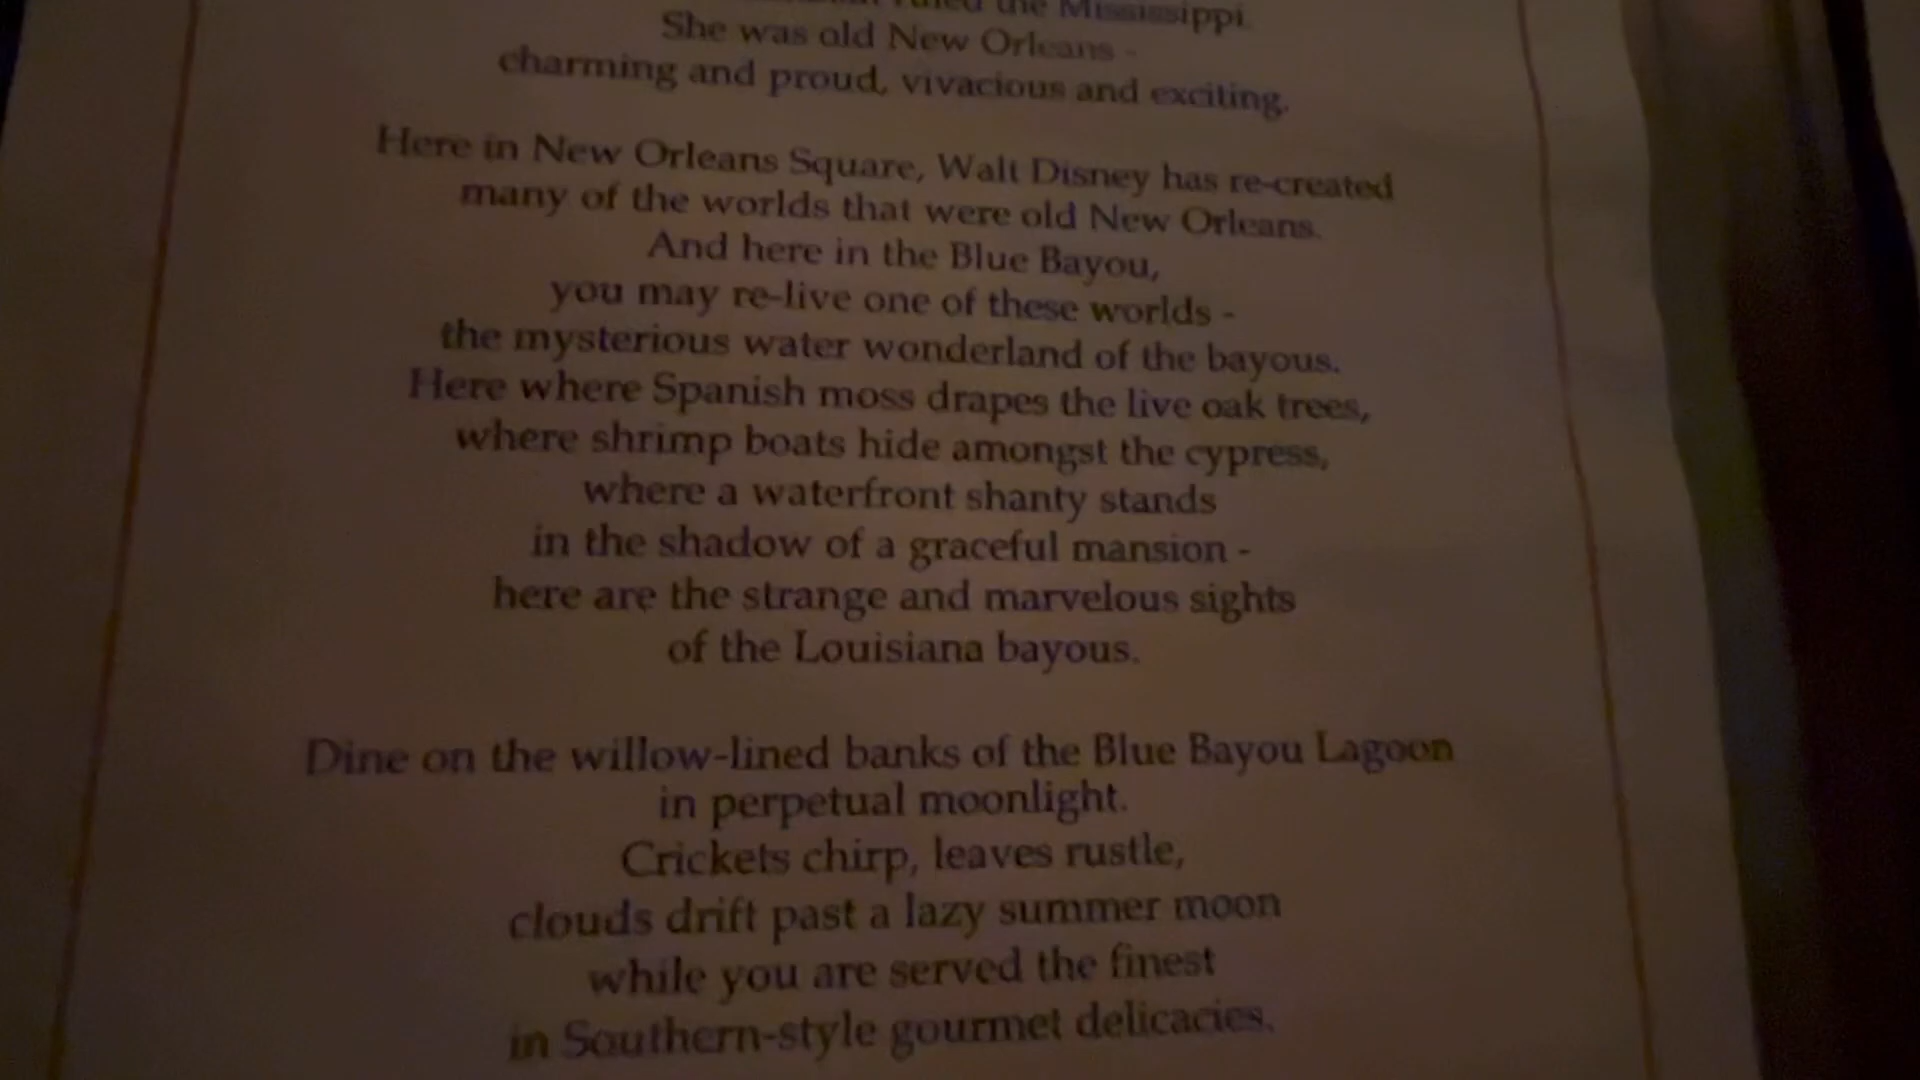 the Mississippi.
She was old New Orleans -
charming and proud, vivacious and exciting.
Here in New Orleans Square, Walt Disney has re-created
many of the worlds that were old New Orleans.
And here in the Blue Bayou,
you may re-live one of these worlds -
the mysterious water wonderland of the bayous.
Here where Spanish moss drapes the live oak trees,
where shrimp boats hide amongst the cypress,
where a waterfront shanty stands
in the shadow of a graceful mansion -
here are the strange and marvelous sights
of the Louisiana bayous.
Dine on the willow-lined banks of the Blue Bayou Lagoon
in perpetual moonlight.
Crickets chirp, leaves rustle,
clouds drift past a lazy summer moon
while you are served the finest
in Southern-style gourmet delicacies.